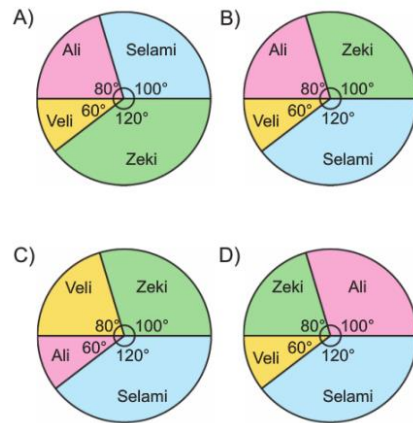 A)
Ali
Selami
80° 100°
60°
Veli
120°
Zeki
B)
Ali
Zeki
80° 100°
60°
Veli
120°
Selami
C)
Veli
Zeki
80° 100°
60°
Ali
120°
Selami
D)
Zeki
Ali
80° 100°
60°
Veli
120°
Selami